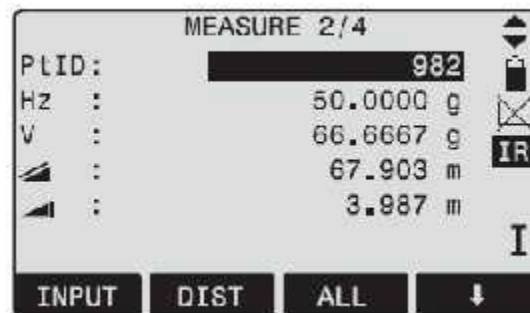 MEASURE 2/4
PtID: 982
Hz : 50.0000 g
V : 66.6667 g
: 67.903 m
: 3.987 m
IR
I
INPUT DIST ALL